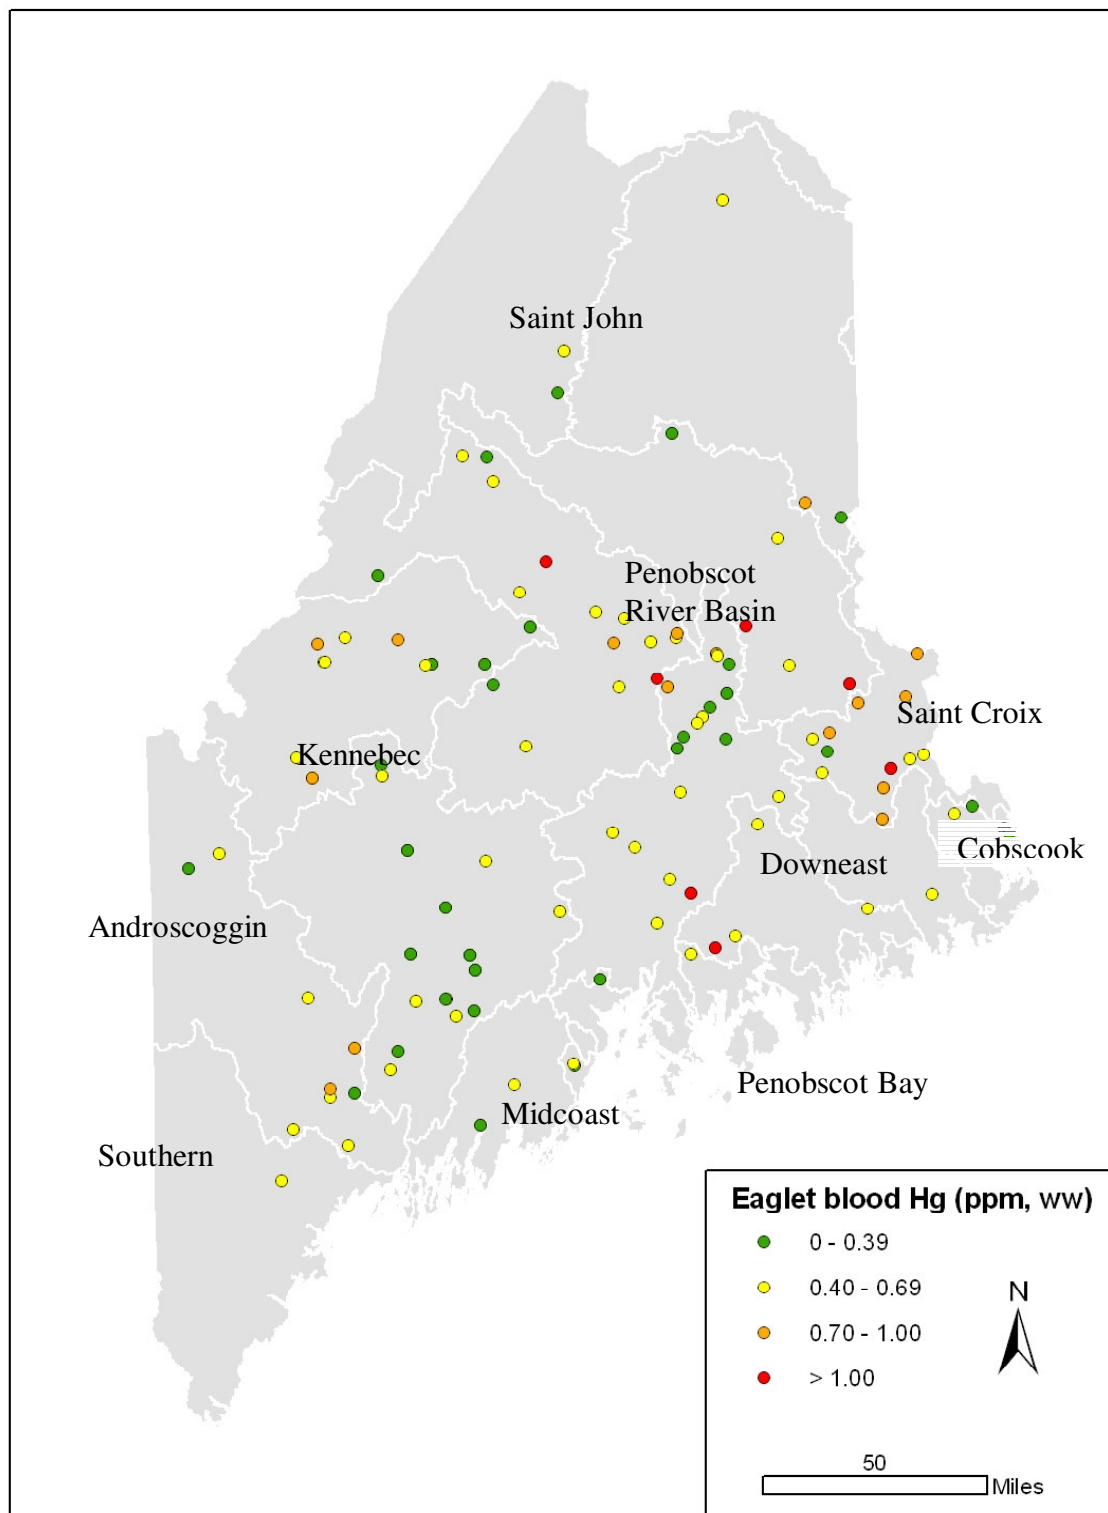 Saint John
Penobscot
River Basin
Saint Croix
Kennebec
Cobscook
Downeast
Androscoggin
Penobscot Bay
Midcoast
Southern
Eaglet blood Hg (ppm, ww)
0 - 0.39
0.40 - 0.69
0.70 - 1.00
> 1.00
N
50
Miles